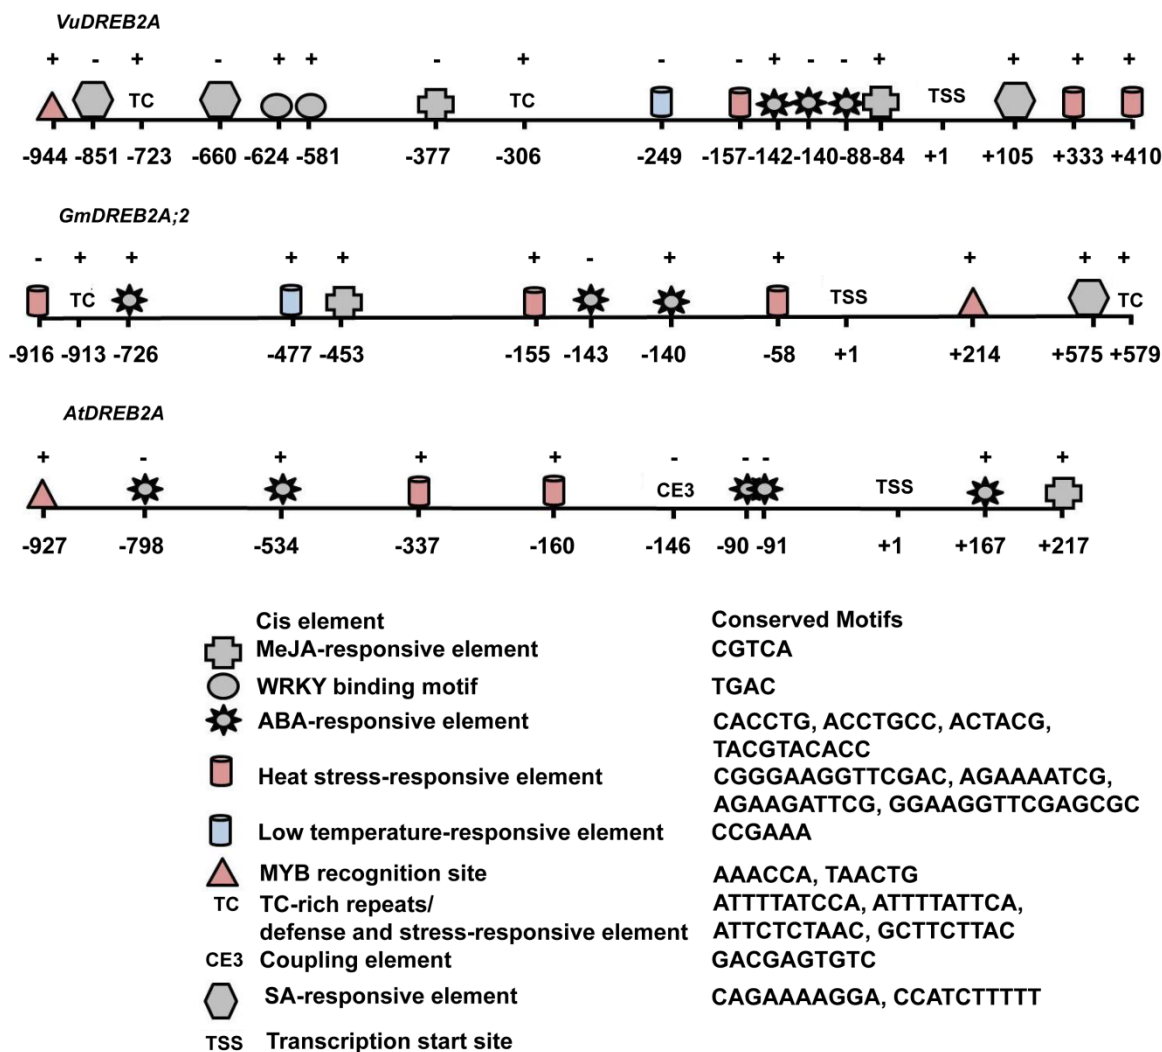 VuDREB2A
+ - + - + + - + - - + - - + + + +
TC TC TSS
-944 -851 -723 -660 -624 -581 -377 -306 -249 -157 -142 -140 -88 -84 +1 +105 +333 +410
GmDREB2A;2
- + + + + + - + + + + +
TC TSS TC
-916 -913 -726 -477 -453 -155 -143 -140 -58 +1 +214 +575 +579
AtDREB2A
+ - + + + - - - + +
CE3 TSS
-927 -798 -534 -337 -160 -146 -90 -91 +1 +167 +217
Cis element Conserved Motifs
MeJA-responsive element CGTCA
WRKY binding motif TGAC
ABA-responsive element CACCTG, ACCTGCC, ACTACG,
TACGTACACC
Heat stress-responsive element CGGGAAGGTTCGAC, AGAAAATCG,
AGAAGATTCG, GGAAGGTTCGAGCGC
Low temperature-responsive element CCGAAA
MYB recognition site AAACCA, TAACTG
TC TC-rich repeats/ ATTTTATCCA, ATTTTATTCA,
defense and stress-responsive element ATTCTCTAAC, GCTTCTTAC
CE3 Coupling element GACGAGTGTC
SA-responsive element CAGAAAAGGA, CCATCTTTTT
TSS Transcription start site